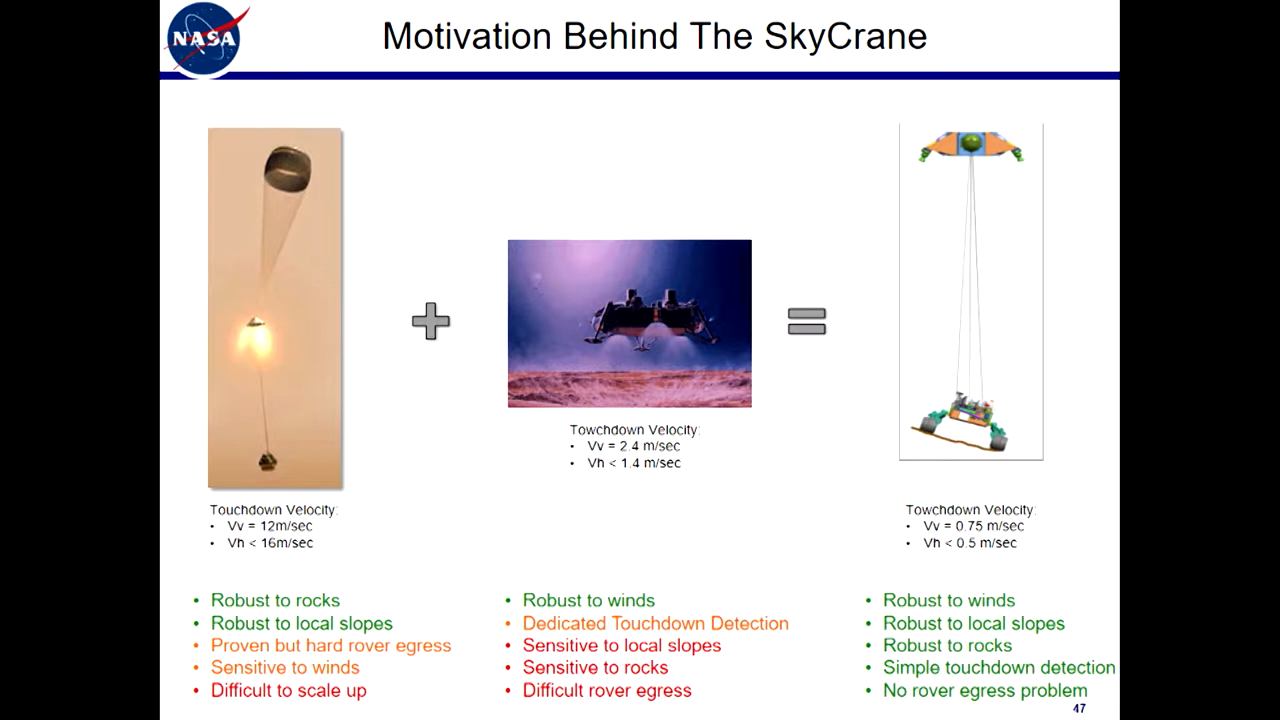 NASA
Motivation Behind The SkyCrane
Touchdown Velocity:
• Vv = 12m/sec
• Vh < 16m/sec
Towchdown Velocity:
• Vv = 2.4 m/sec
• Vh < 1.4 m/sec
Towchdown Velocity:
• Vv = 0.75 m/sec
• Vh < 0.5 m/sec
• Robust to rocks
• Robust to local slopes
• Proven but hard rover egress
• Sensitive to winds
• Difficult to scale up
• Robust to winds
• Dedicated Touchdown Detection
• Sensitive to local slopes
• Sensitive to rocks
• Difficult rover egress
• Robust to winds
• Robust to local slopes
• Robust to rocks
• Simple touchdown detection
• No rover egress problem
47